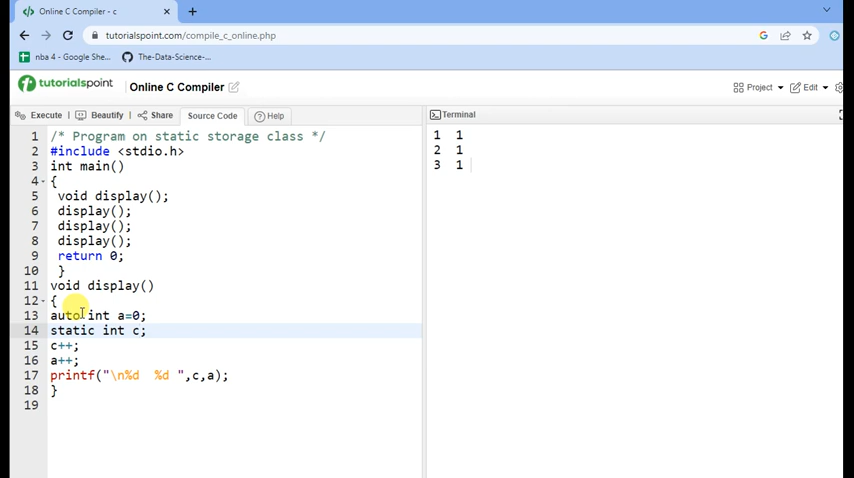 Online C Compiler - c
tutorialspoint.com/compile_c_online.php
nba 4 - Google She... The-Data-Science-...
tutorialspoint Online C Compiler Project Edit
Execute | Beautify | Share Source Code Help Terminal
1 /* Program on static storage class */
2 #include <stdio.h>
3 int main()
4 {
5 void display();
6 display();
7 display();
8 display();
9 return 0;
10 }
11 void display()
12 {
13 auto int a=0;
14 static int c;
15 c++;
16 a++;
17 printf("\n%d  %d ",c,a);
18 }
19
1 1
2 1
3 1